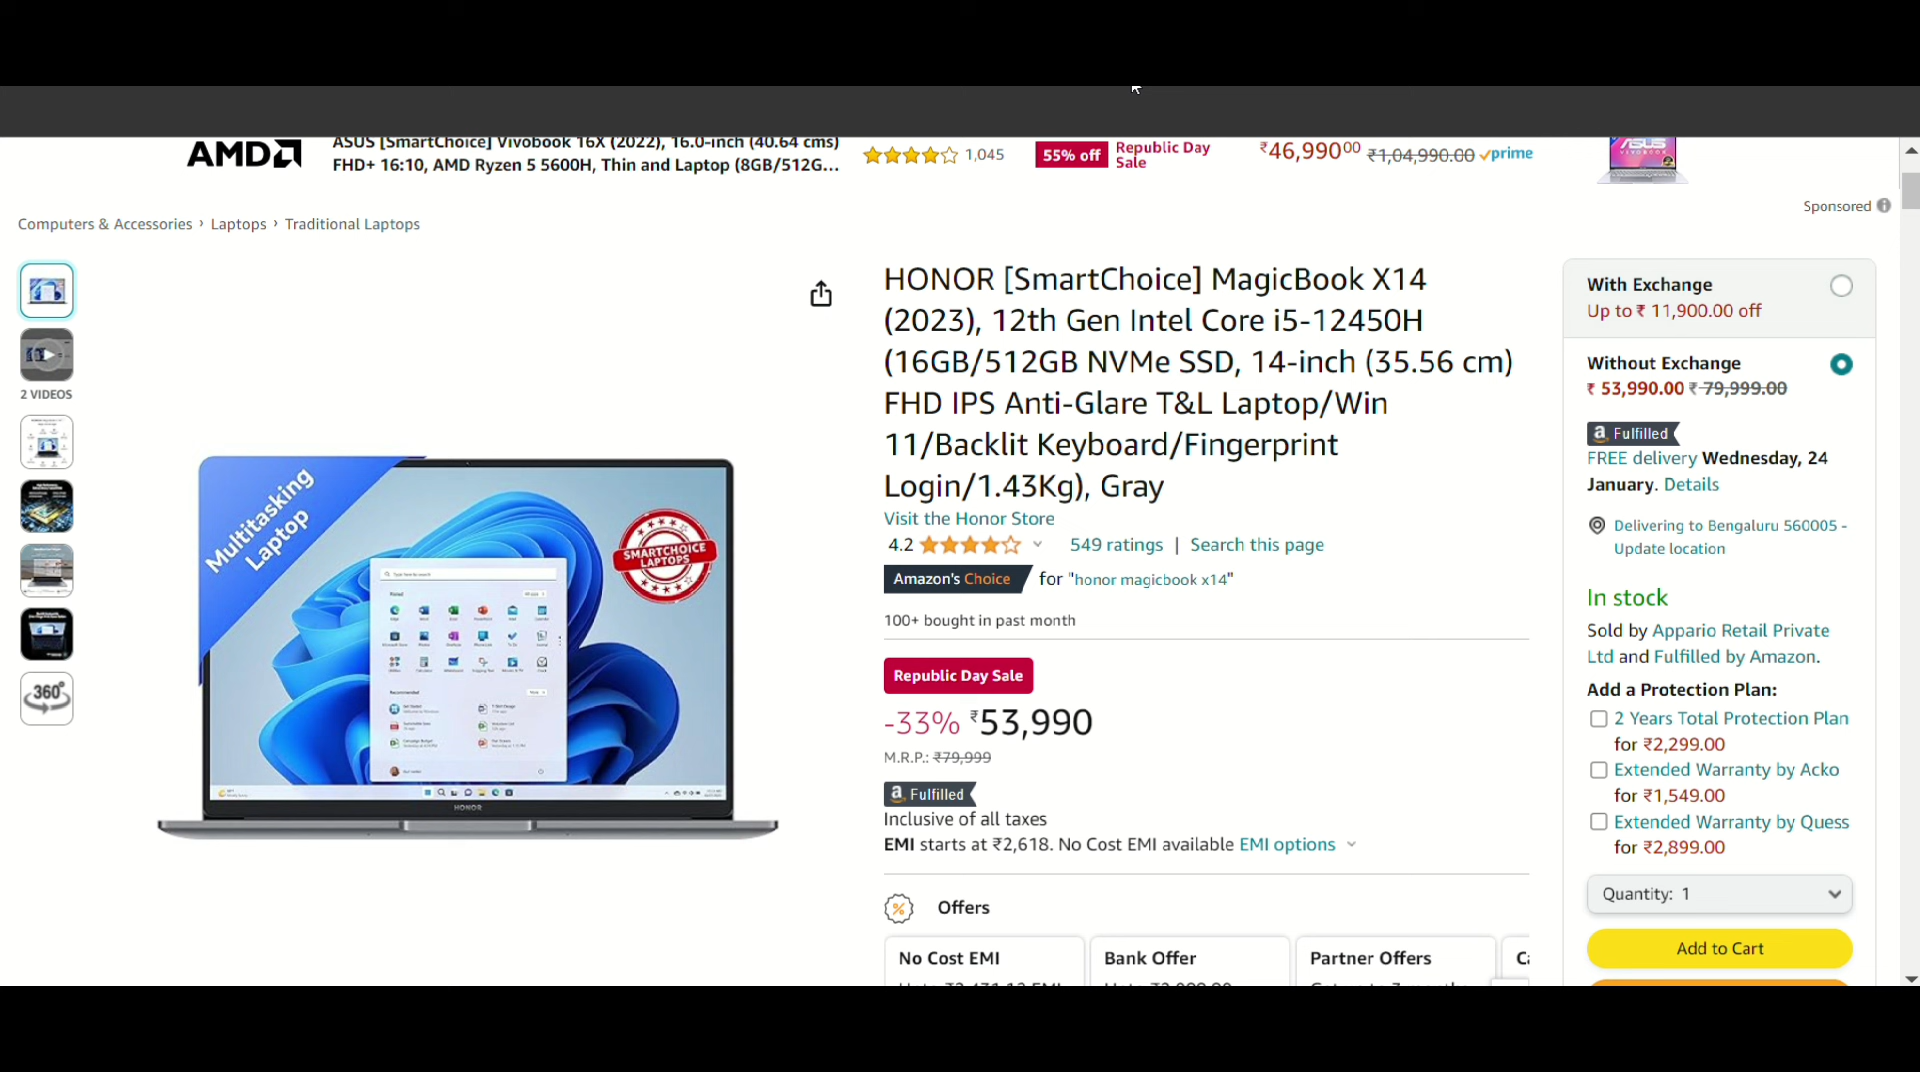 AMD
ASUS [SmartChoice] Vivobook 16X (2022), 16.0-inch (40.64 cms)
FHD+ 16:10, AMD Ryzen 5 5600H, Thin and Laptop (8GB/512G...
1,045
55% off
Republic Day
Sale
₹46,990⁰⁰ ₹1,04,990.00 prime
Sponsored
Computers & Accessories › Laptops › Traditional Laptops
2 VIDEOS
360°
Multitasking
Laptop
SMARTCHOICE
LAPTOPS
HONOR
HONOR [SmartChoice] MagicBook X14
(2023), 12th Gen Intel Core i5-12450H
(16GB/512GB NVMe SSD, 14-inch (35.56 cm)
FHD IPS Anti-Glare T&L Laptop/Win
11/Backlit Keyboard/Fingerprint
Login/1.43Kg), Gray
Visit the Honor Store
4.2 549 ratings | Search this page
Amazon's Choice for "honor magicbook x14"
100+ bought in past month
Republic Day Sale
-33% ₹53,990
M.R.P.: ₹79,999
a Fulfilled
Inclusive of all taxes
EMI starts at ₹2,618. No Cost EMI available EMI options
Offers
No Cost EMI
Bank Offer
Partner Offers
With Exchange
Up to ₹ 11,900.00 off
Without Exchange
₹ 53,990.00 ₹ 79,999.00
a Fulfilled
FREE delivery Wednesday, 24
January. Details
Delivering to Bengaluru 560005 -
Update location
In stock
Sold by Appario Retail Private
Ltd and Fulfilled by Amazon.
Add a Protection Plan:
2 Years Total Protection Plan
for ₹2,299.00
Extended Warranty by Acko
for ₹1,549.00
Extended Warranty by Quess
for ₹2,899.00
Quantity: 1
Add to Cart